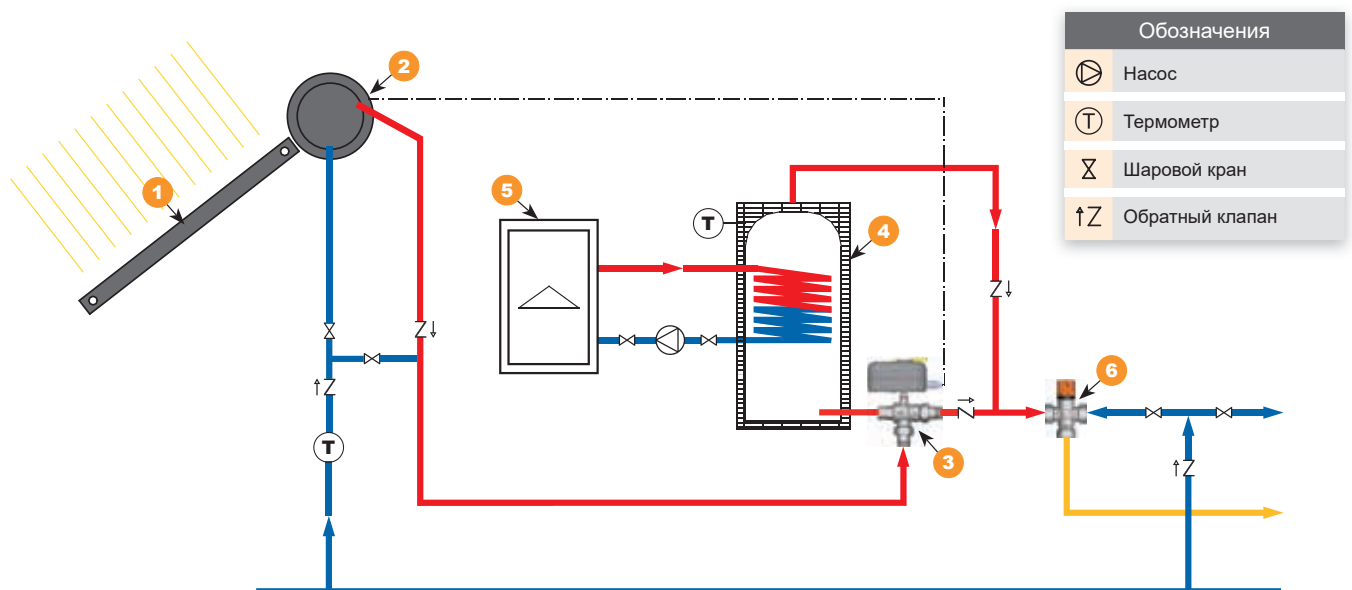 Обозначения
Насос
T Термометр
Шаровой кран
Обратный клапан
1
2
5
T
4
3
6
T